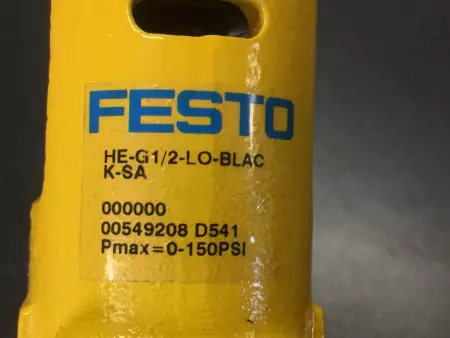 FESTO
HE-G1/2-LO-BLAC
K-SA
000000
00549208 D541
Pmax=0-150PSI